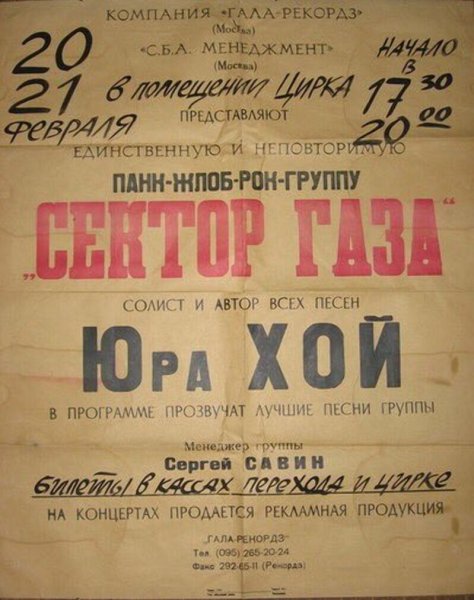 КОМПАНИЯ «ГАЛА-РЕКОРДЗ»
(Москва)
«С.Б.А. МЕНЕДЖМЕНТ»
(Москва)
20
21
ФЕВРАЛЯ
В ПОМЕЩЕНИИ ЦИРКА
НАЧАЛО
В
17 30
20 00
ПРЕДСТАВЛЯЮТ
ЕДИНСТВЕННУЮ И НЕПОВТОРИМУЮ
ПАНК-ЖЛОБ-РОК-ГРУППУ
„СЕКТОР ГАЗА"
СОЛИСТ И АВТОР ВСЕХ ПЕСЕН
ЮРА ХОЙ
В ПРОГРАММЕ ПРОЗВУЧАТ ЛУЧШИЕ ПЕСНИ ГРУППЫ
Менеджер группы
Сергей САВИН
БИЛЕТЫ В КАССАХ ПЕРЕХОДА И ЦИРКЕ
НА КОНЦЕРТАХ ПРОДАЕТСЯ РЕКЛАМНАЯ ПРОДУКЦИЯ
„ГАЛА-РЕКОРДЗ"
Тел. (095) 265-20-24
Факс 292-65-11 (Рекордз)